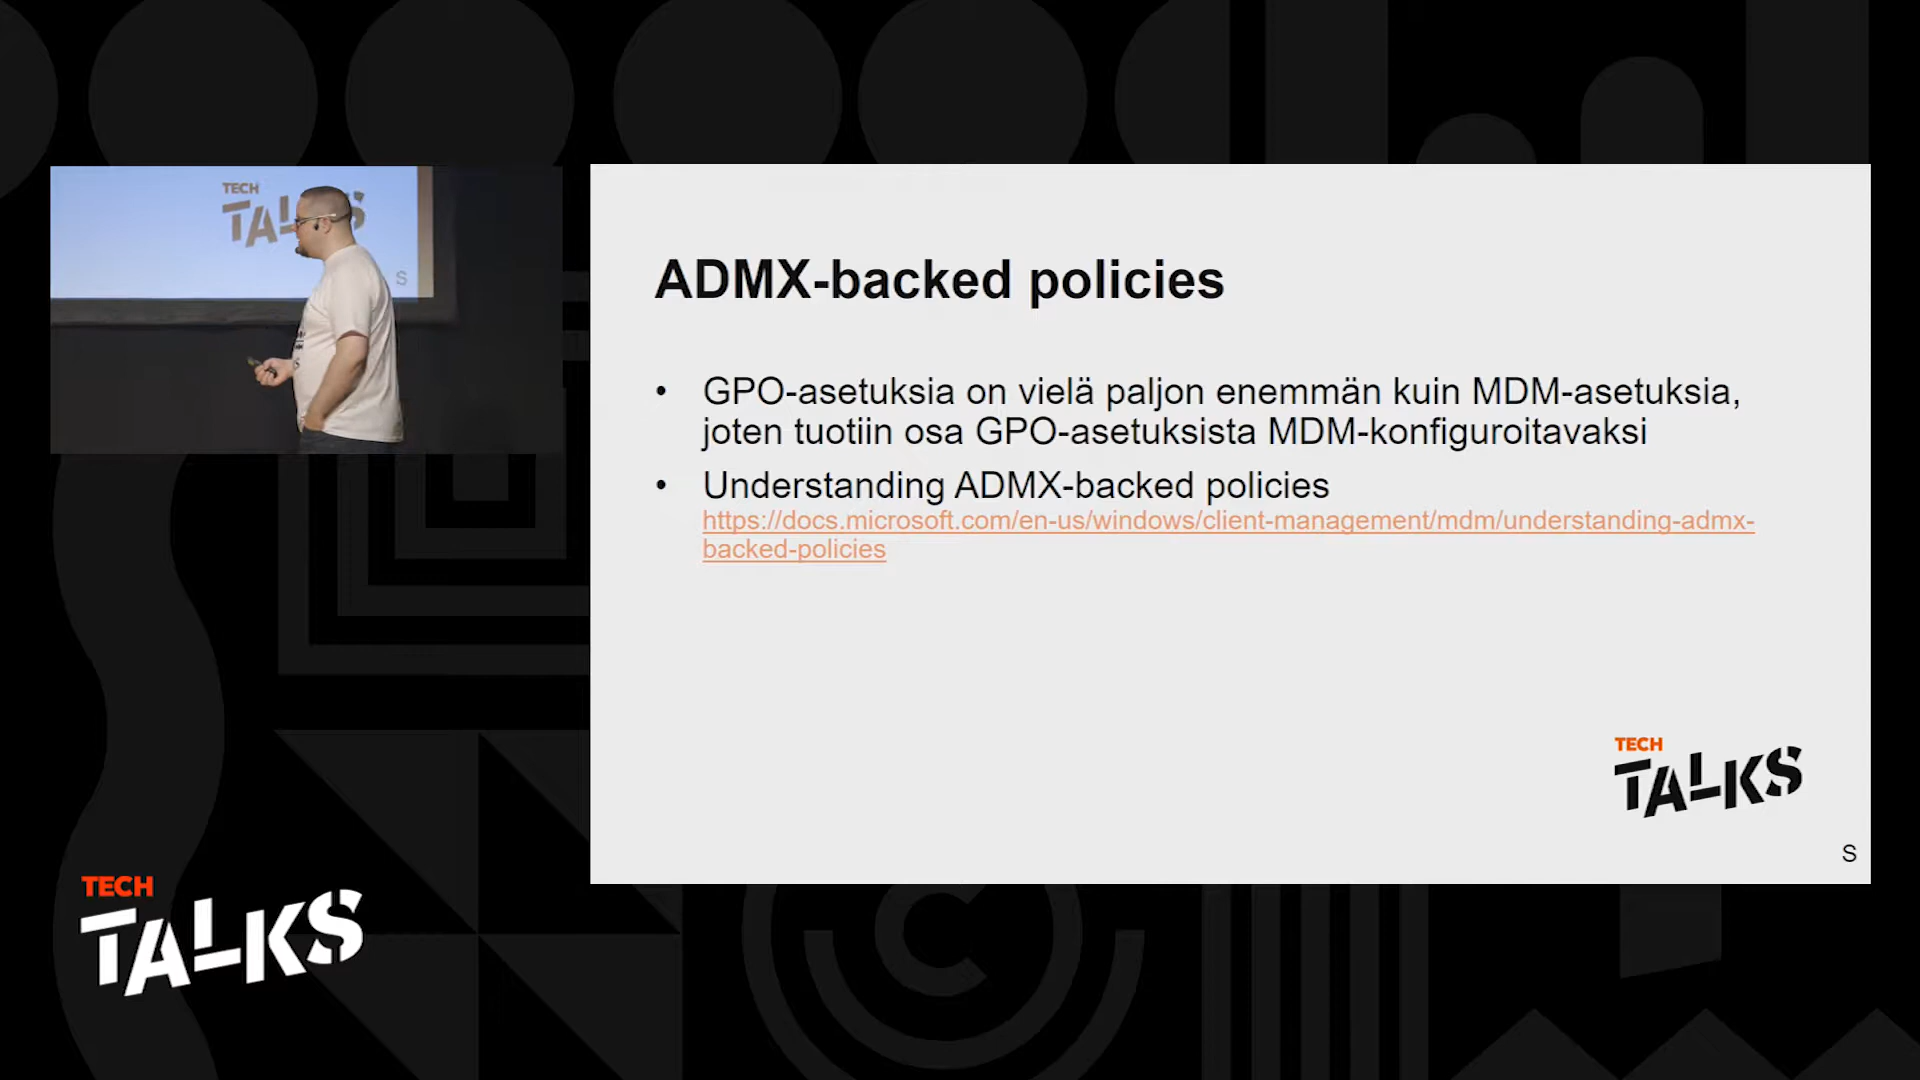 TECH
TALKS
S
ADMX-backed policies
• GPO-asetuksia on vielä paljon enemmän kuin MDM-asetuksia,
joten tuotiin osa GPO-asetuksista MDM-konfiguroitavaksi
• Understanding ADMX-backed policies
https://docs.microsoft.com/en-us/windows/client-management/mdm/understanding-admx-
backed-policies
TECH
TALKS
S
TECH
TALKS